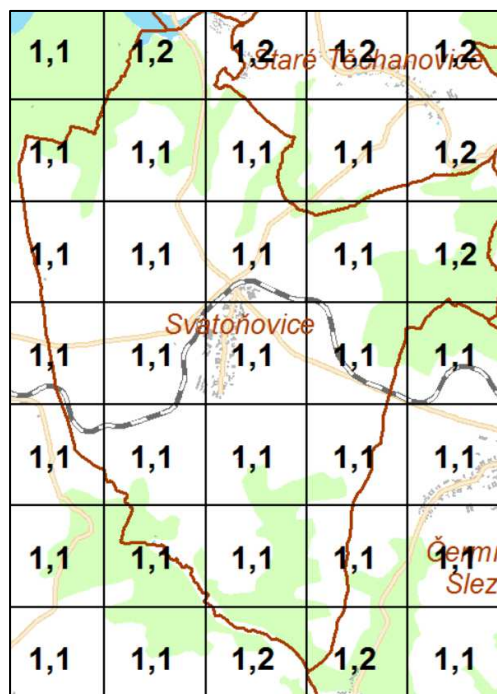 1,1 1,2 1,2 1,2 1,2
Staré Těchanovice
1,1 1,1 1,1 1,1 1,2
1,1 1,1 1,1 1,1 1,2
Svatoňovice
1,1 1,1 1,1 1,1 1,1
1,1 1,1 1,1 1,1 1,1
1,1 1,1 1,1 1,1 1,1
Čermn
Slez
1,1 1,1 1,2 1,2 1,1